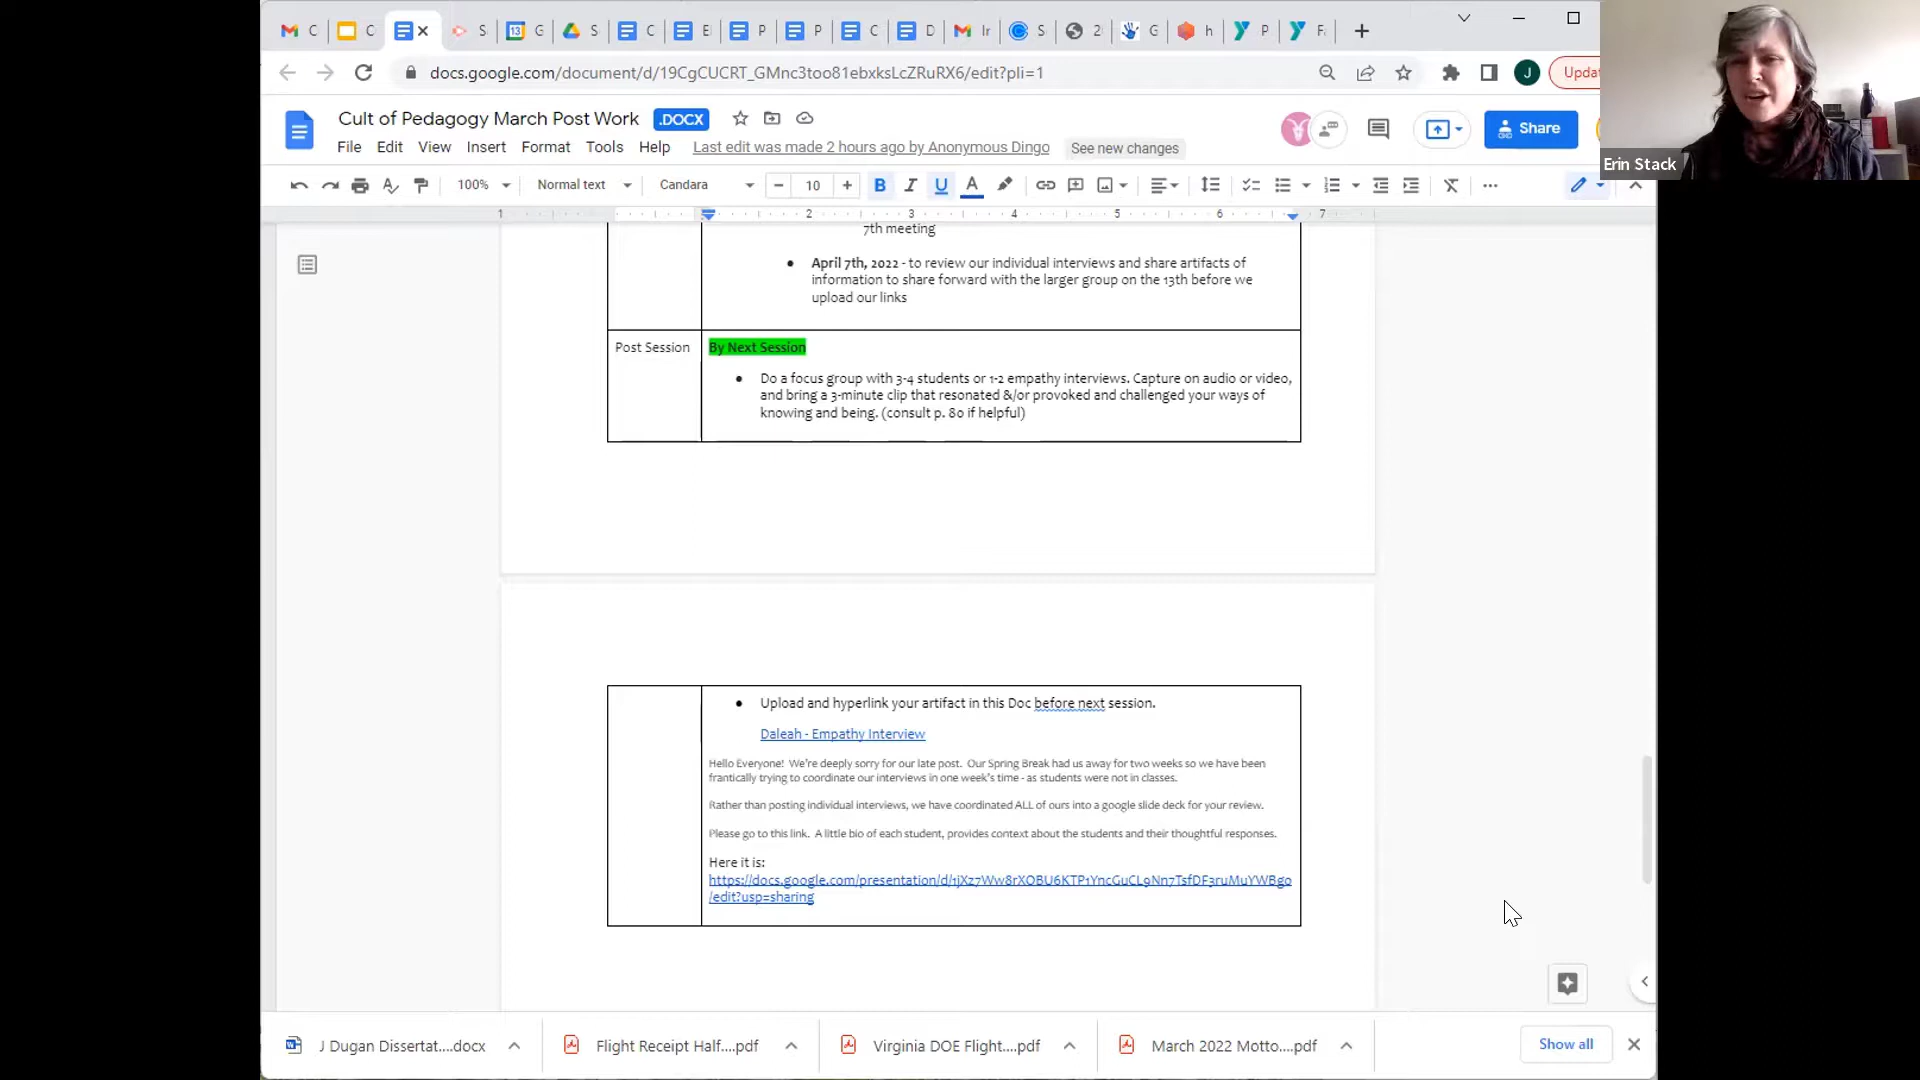 C
C
S
G
S
C
E
P
P
C
D
Ir
S
2
G
h
P
F
docs.google.com/document/d/19CgCUCRT_GMnc3too81ebxksLcZRuRX6/edit?pli=1
J
Upda
Cult of Pedagogy March Post Work
.DOCX
Share
File Edit View Insert Format Tools Help
Last edit was made 2 hours ago by Anonymous Dingo
See new changes
Erin Stack
100% Normal text Candara 10 B I U A
1 2 3 4 5 6 7
7th meeting
April 7th, 2022 - to review our individual interviews and share artifacts of
information to share forward with the larger group on the 13th before we
upload our links
Post Session
By Next Session
Do a focus group with 3-4 students or 1-2 empathy interviews. Capture on audio or video,
and bring a 3-minute clip that resonated &/or provoked and challenged your ways of
knowing and being. (consult p. 80 if helpful)
Upload and hyperlink your artifact in this Doc before next session.
Daleah - Empathy Interview
Hello Everyone! We're deeply sorry for our late post. Our Spring Break had us away for two weeks so we have been
frantically trying to coordinate our interviews in one week's time - as students were not in classes.
Rather than posting individual interviews, we have coordinated ALL of ours into a google slide deck for your review.
Please go to this link. A little bio of each student, provides context about the students and their thoughtful responses.
Here it is:
https://docs.google.com/presentation/d/1jXz7Ww8rXOBU6KTP1YncGuCL9Nn7TsfDF3ruMuYWBgo
/edit?usp=sharing
J Dugan Dissertat....docx
Flight Receipt Half....pdf
Virginia DOE Flight....pdf
March 2022 Motto....pdf
Show all